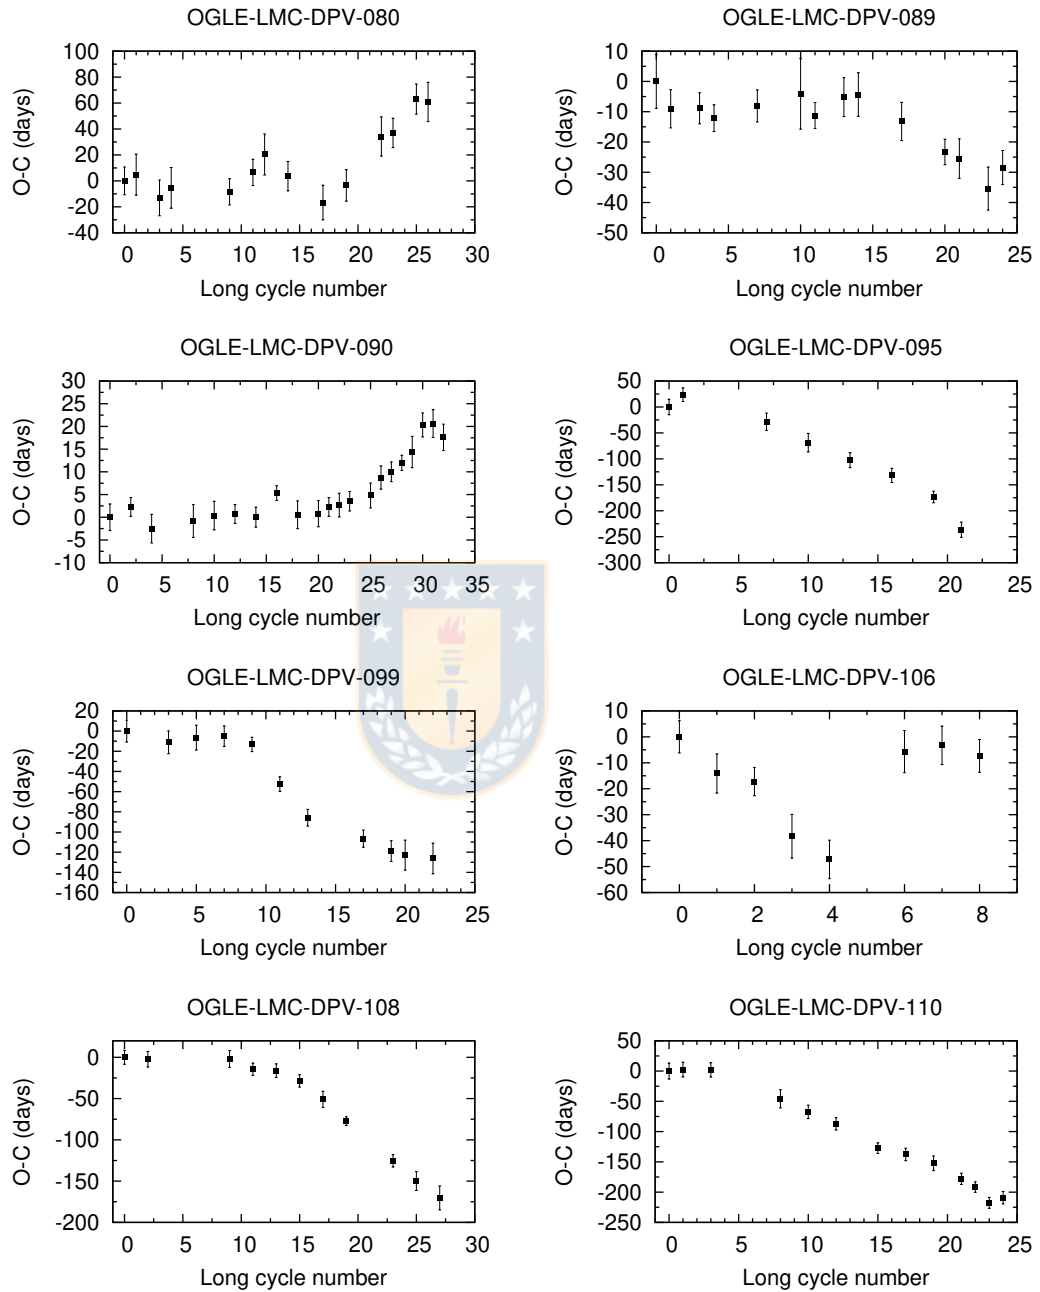 OGLE-LMC-DPV-080
OGLE-LMC-DPV-089
O-C (days)
100
80
60
40
20
0
-20
-40
0 5 10 15 20 25 30
Long cycle number
O-C (days)
10
0
-10
-20
-30
-40
-50
0 5 10 15 20 25
Long cycle number
OGLE-LMC-DPV-090
OGLE-LMC-DPV-095
O-C (days)
30
25
20
15
10
5
0
-5
-10
0 5 10 15 20 25 30 35
Long cycle number
O-C (days)
50
0
-50
-100
-150
-200
-250
-300
0 5 10 15 20 25
Long cycle number
OGLE-LMC-DPV-099
OGLE-LMC-DPV-106
O-C (days)
20
0
-20
-40
-60
-80
-100
-120
-140
-160
0 5 10 15 20 25
Long cycle number
O-C (days)
10
0
-10
-20
-30
-40
-50
-60
0 2 4 6 8
Long cycle number
OGLE-LMC-DPV-108
OGLE-LMC-DPV-110
O-C (days)
0
-50
-100
-150
-200
0 5 10 15 20 25 30
Long cycle number
O-C (days)
50
0
-50
-100
-150
-200
-250
0 5 10 15 20 25
Long cycle number